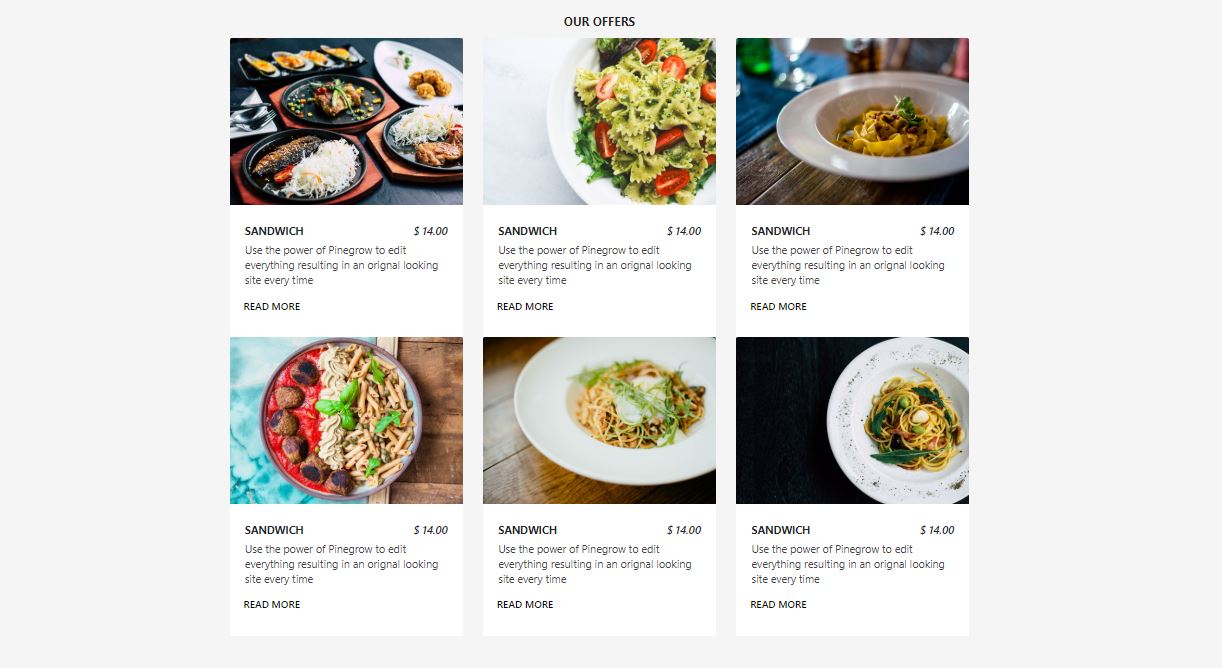 OUR OFFERS
SANDWICH $ 14.00
Use the power of Pinegrow to edit
everything resulting in an orignal looking
site every time
READ MORE
SANDWICH $ 14.00
Use the power of Pinegrow to edit
everything resulting in an orignal looking
site every time
READ MORE
SANDWICH $ 14.00
Use the power of Pinegrow to edit
everything resulting in an orignal looking
site every time
READ MORE
SANDWICH $ 14.00
Use the power of Pinegrow to edit
everything resulting in an orignal looking
site every time
READ MORE
SANDWICH $ 14.00
Use the power of Pinegrow to edit
everything resulting in an orignal looking
site every time
READ MORE
SANDWICH $ 14.00
Use the power of Pinegrow to edit
everything resulting in an orignal looking
site every time
READ MORE